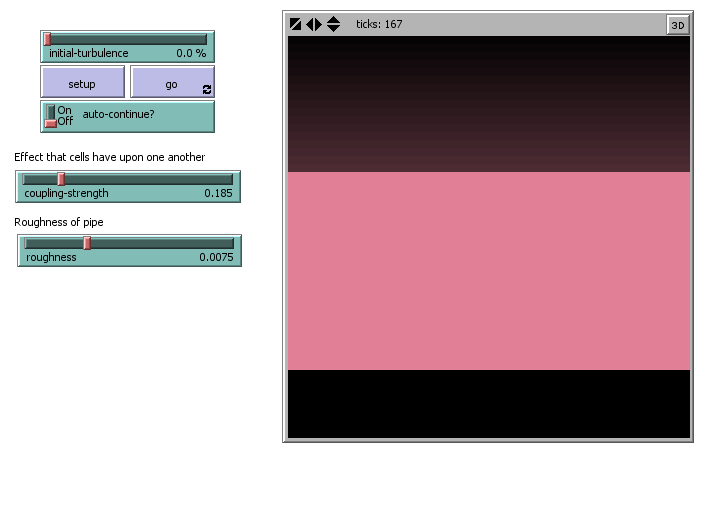 ticks: 167
3D
initial-turbulence 0.0 %
setup
go
On
Off
auto-continue?
Effect that cells have upon one another
coupling-strength 0.185
Roughness of pipe
roughness 0.0075